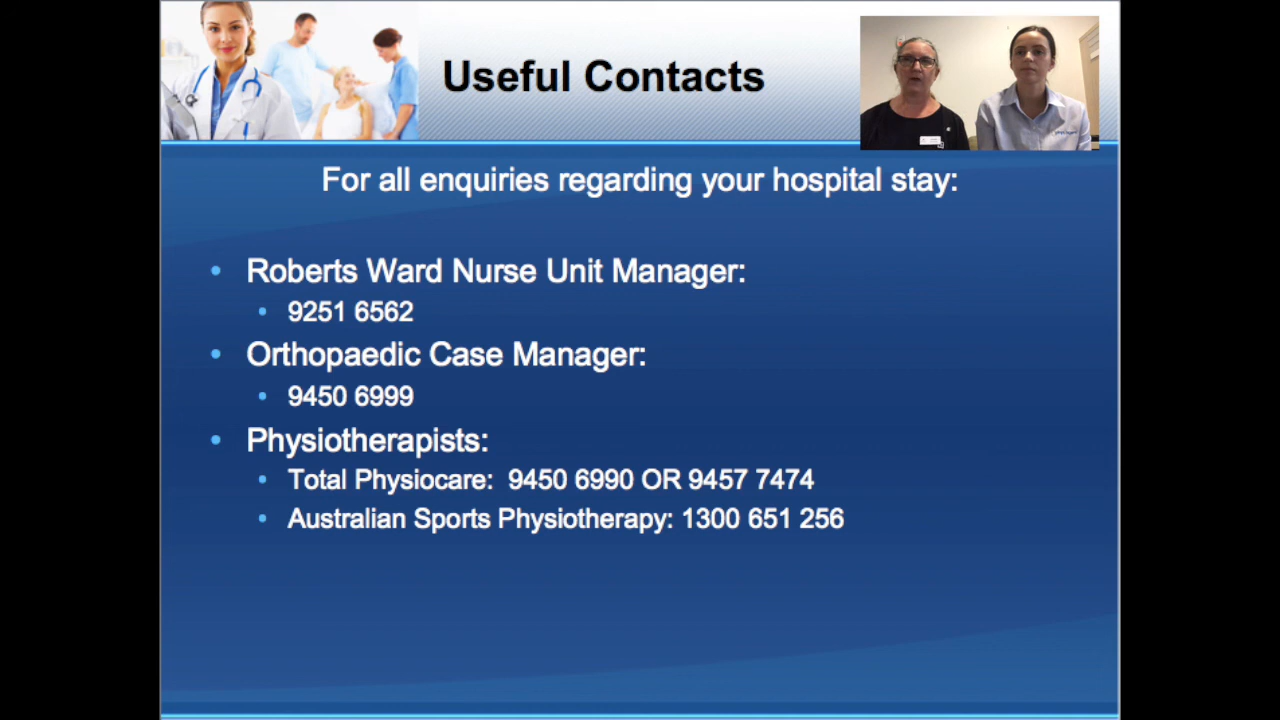 Useful Contacts
For all enquiries regarding your hospital stay:
• Roberts Ward Nurse Unit Manager:
• 9251 6562
• Orthopaedic Case Manager:
• 9450 6999
• Physiotherapists:
• Total Physiocare: 9450 6990 OR 9457 7474
• Australian Sports Physiotherapy: 1300 651 256